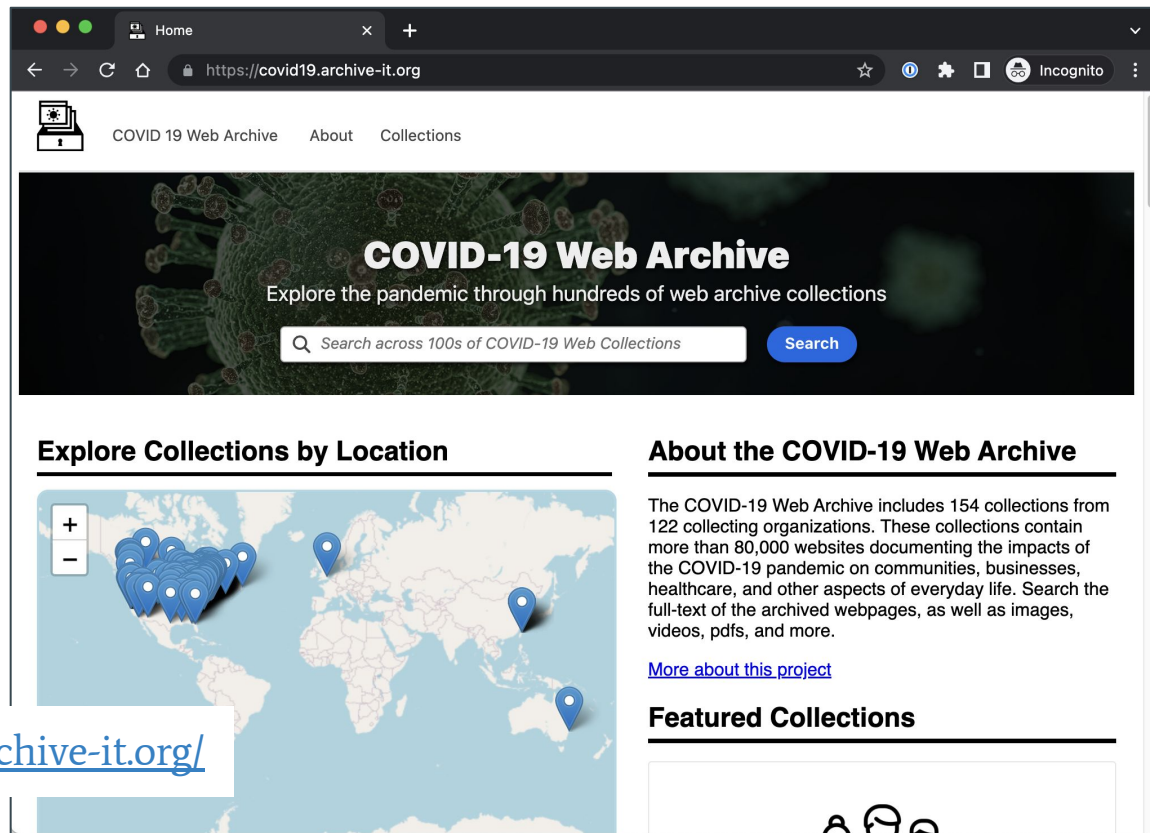 Home
https://covid19.archive-it.org
Incognito
COVID 19 Web Archive About Collections
COVID-19 Web Archive
Explore the pandemic through hundreds of web archive collections
Search across 100s of COVID-19 Web Collections
Search
Explore Collections by Location
+
−
About the COVID-19 Web Archive
The COVID-19 Web Archive includes 154 collections from
122 collecting organizations. These collections contain
more than 80,000 websites documenting the impacts of
the COVID-19 pandemic on communities, businesses,
healthcare, and other aspects of everyday life. Search the
full-text of the archived webpages, as well as images,
videos, pdfs, and more.
More about this project
Featured Collections
chive-it.org/